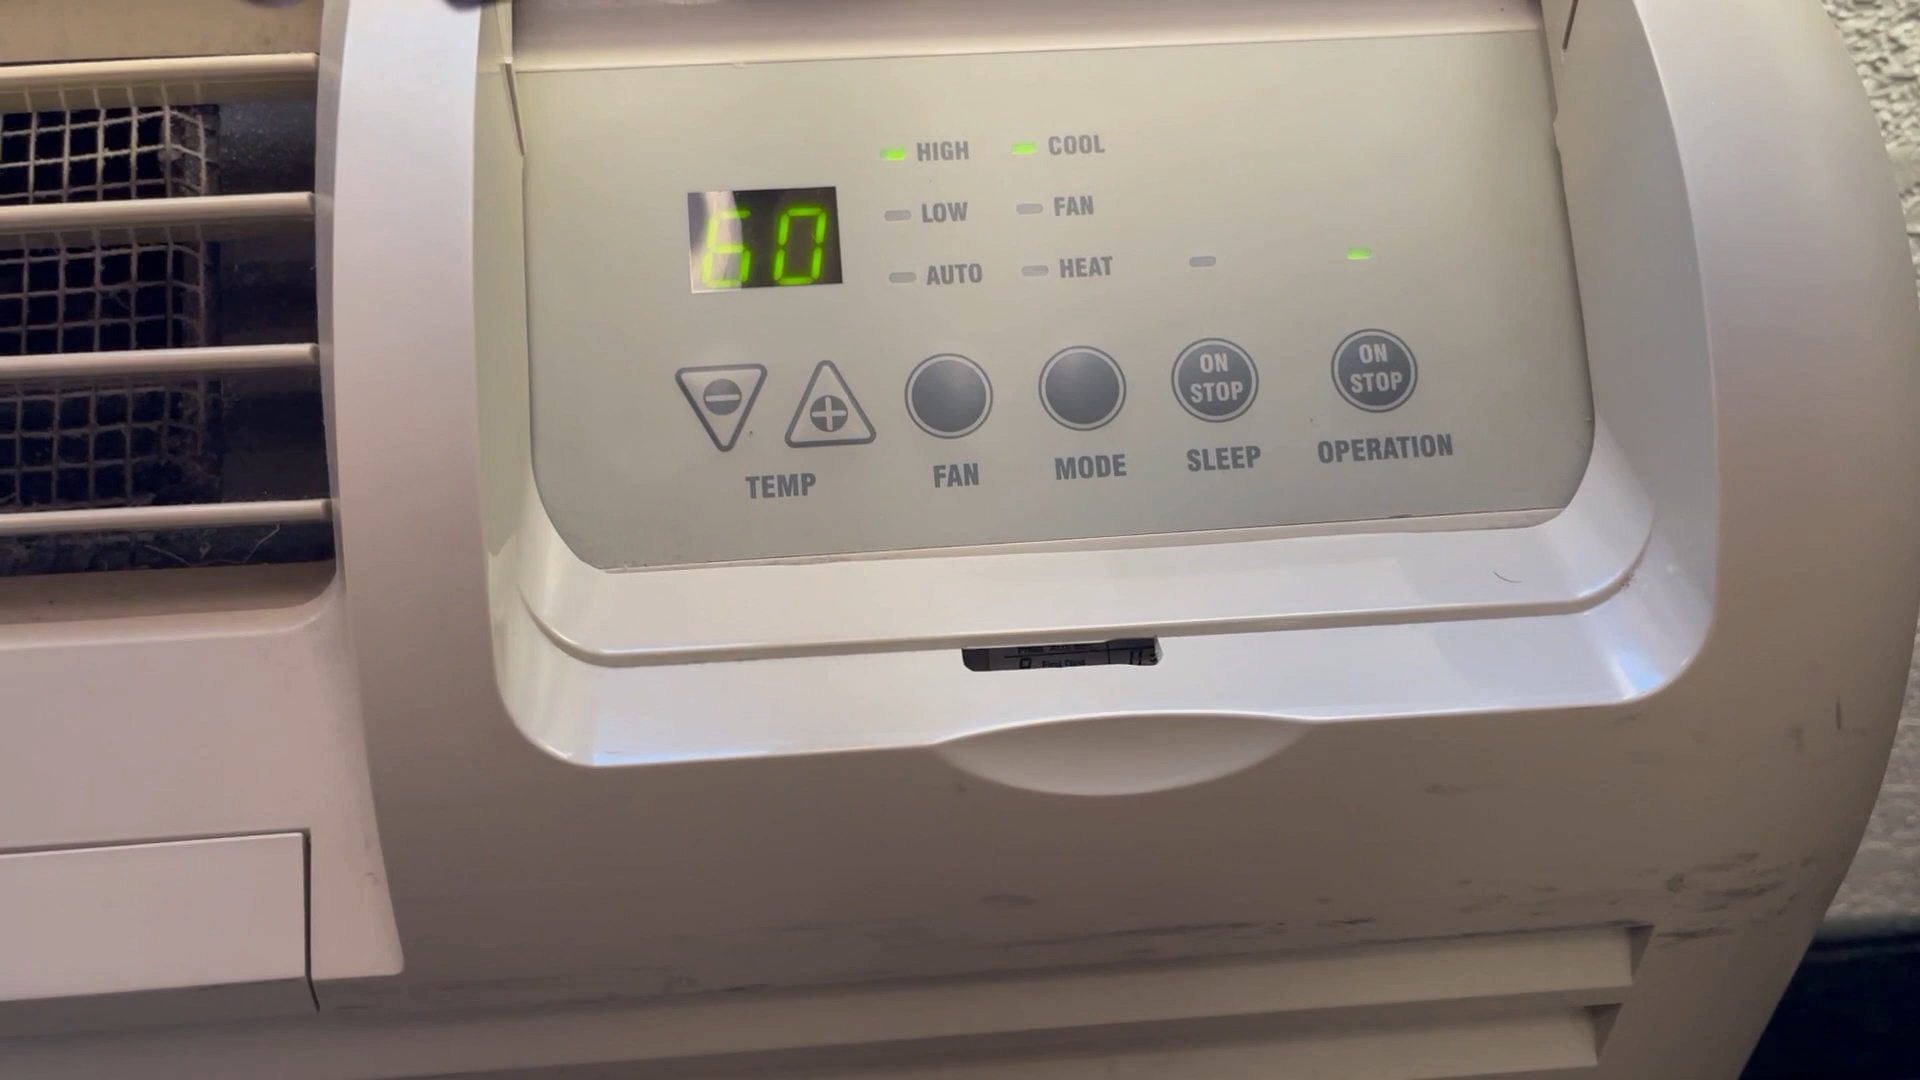 HIGH COOL
60
LOW FAN
AUTO HEAT
ON STOP ON STOP
TEMP FAN MODE SLEEP OPERATION